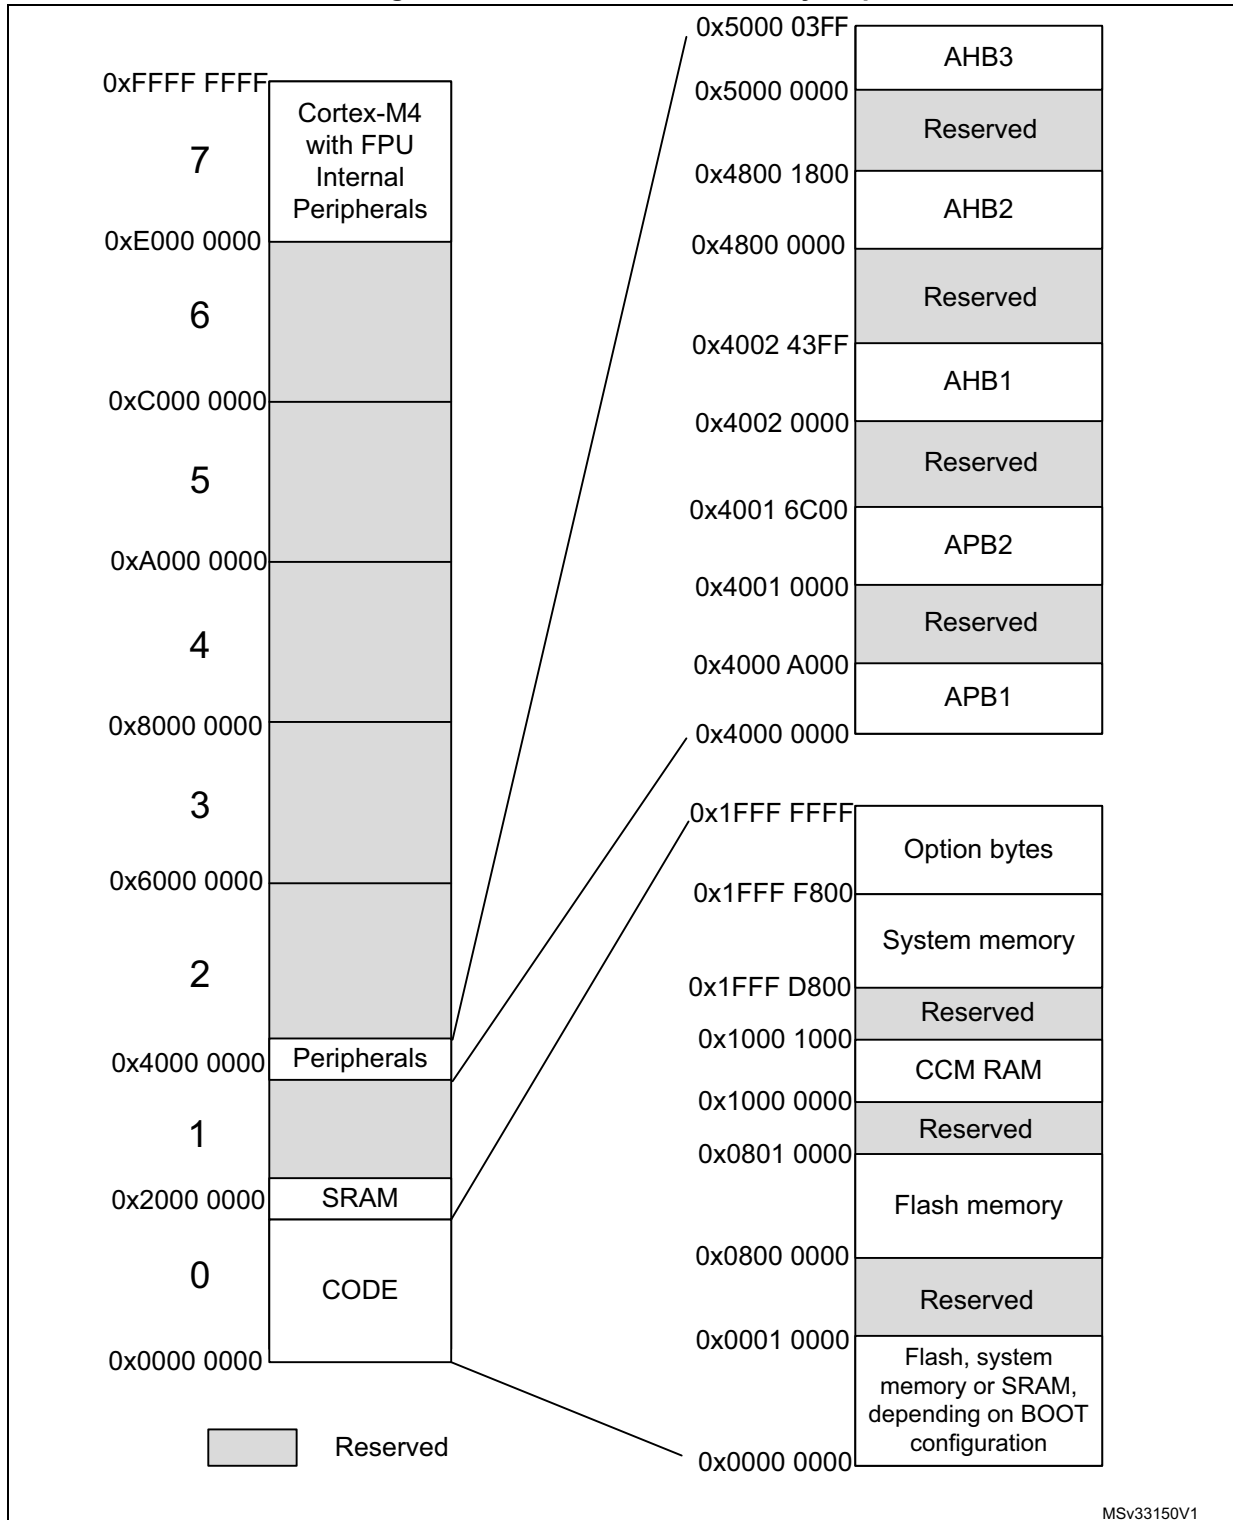 0xFFFF FFFF
Cortex-M4
with FPU
Internal
Peripherals
7
0xE000 0000
6
0xC000 0000
5
0xA000 0000
4
0x8000 0000
3
0x6000 0000
2
Peripherals
0x4000 0000
1
SRAM
0x2000 0000
0
CODE
0x0000 0000
Reserved
0x5000 03FF
AHB3
0x5000 0000
Reserved
0x4800 1800
AHB2
0x4800 0000
Reserved
0x4002 43FF
AHB1
0x4002 0000
Reserved
0x4001 6C00
APB2
0x4001 0000
Reserved
0x4000 A000
APB1
0x4000 0000
0x1FFF FFFF
Option bytes
0x1FFF F800
System memory
0x1FFF D800
Reserved
0x1000 1000
CCM RAM
0x1000 0000
Reserved
0x0801 0000
Flash memory
0x0800 0000
Reserved
0x0001 0000
Flash, system
memory or SRAM,
depending on BOOT
configuration
0x0000 0000
MSv33150V1